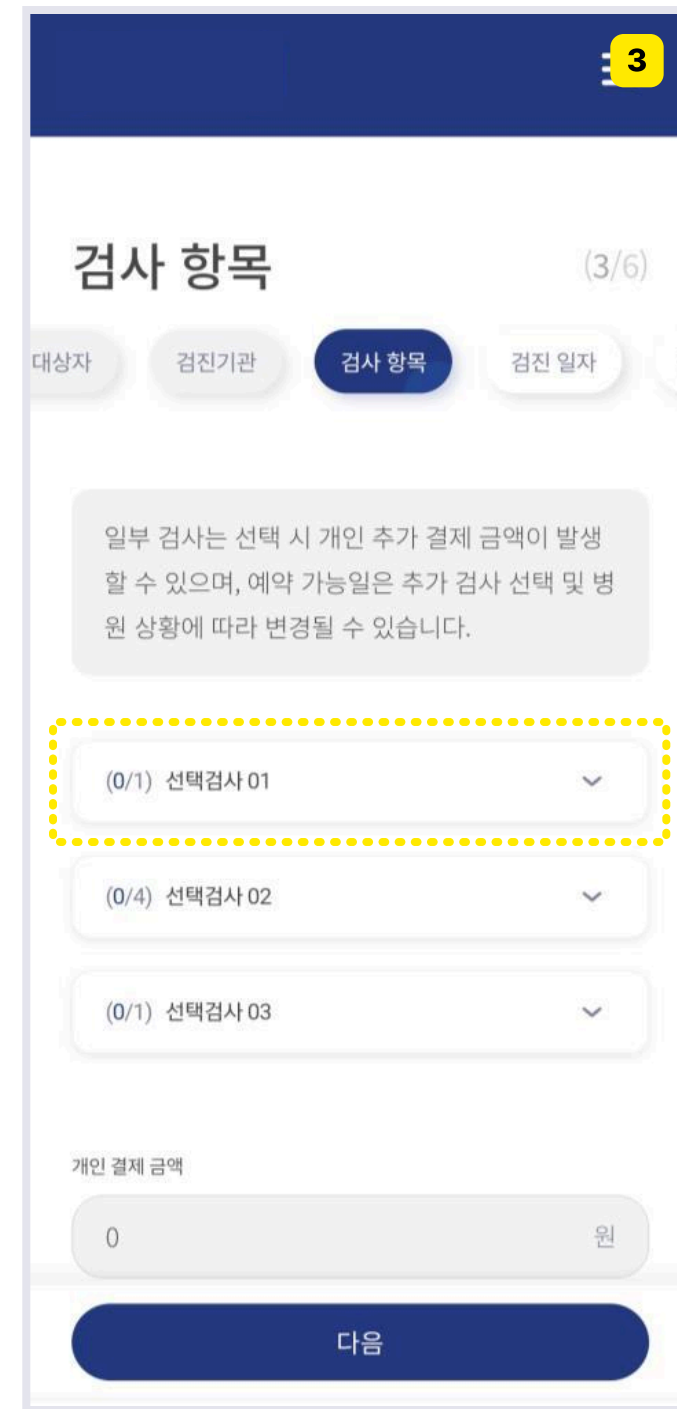 3
검사 항목
(3/6)
대상자 검진기관 검사 항목 검진 일자
일부 검사는 선택 시 개인 추가 결제 금액이 발생
할 수 있으며, 예약 가능일은 추가 검사 선택 및 병
원 상황에 따라 변경될 수 있습니다.
(0/1) 선택검사 01
(0/4) 선택검사 02
(0/1) 선택검사 03
개인 결제 금액
0 원
다음